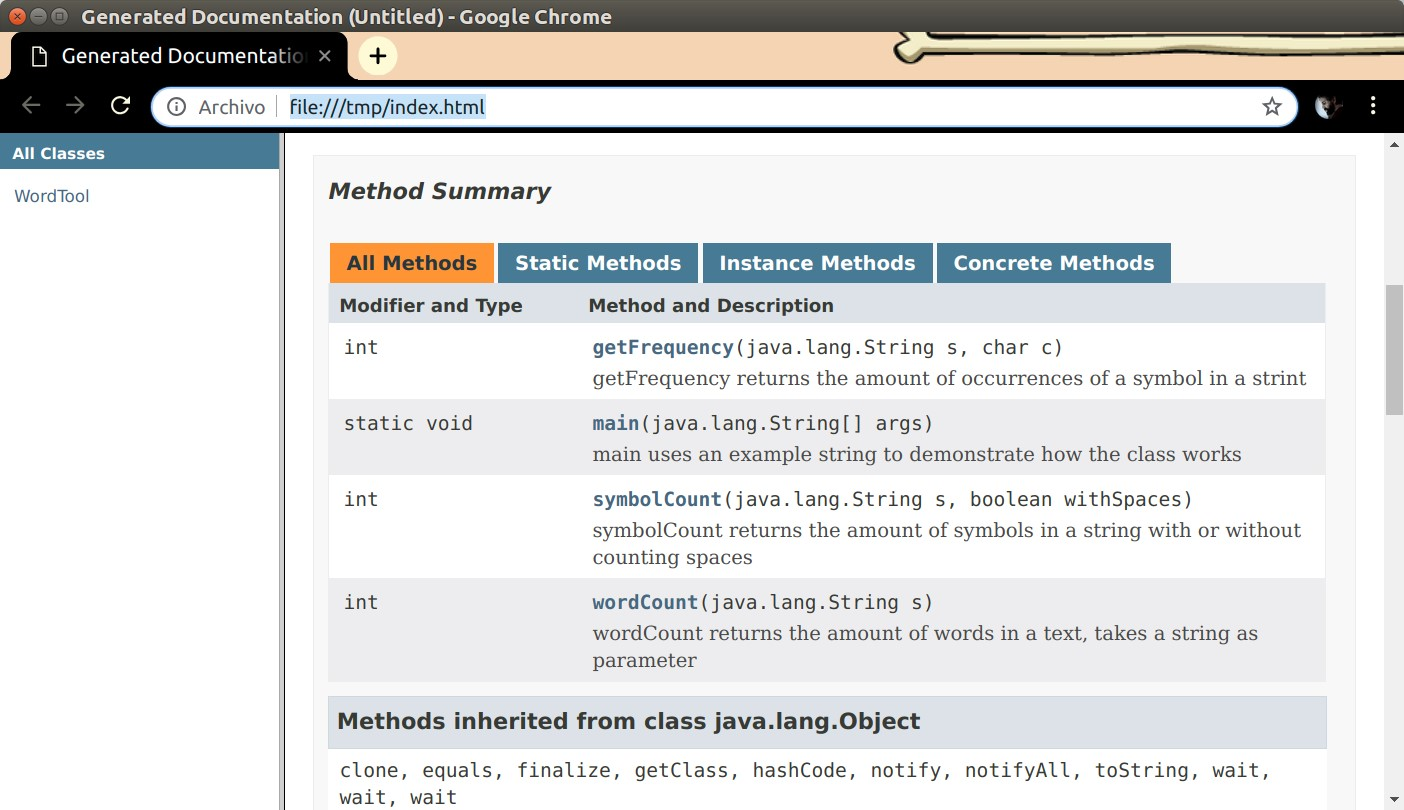 Generated Documentation (Untitled) - Google Chrome
Generated Documentatio
Archivo file:///tmp/index.html
All Classes
WordTool
Method Summary
All Methods Static Methods Instance Methods Concrete Methods
Modifier and Type Method and Description
int getFrequency(java.lang.String s, char c)
getFrequency returns the amount of occurrences of a symbol in a strint
static void main(java.lang.String[] args)
main uses an example string to demonstrate how the class works
int symbolCount(java.lang.String s, boolean withSpaces)
symbolCount returns the amount of symbols in a string with or without
counting spaces
int wordCount(java.lang.String s)
wordCount returns the amount of words in a text, takes a string as
parameter
Methods inherited from class java.lang.Object
clone, equals, finalize, getClass, hashCode, notify, notifyAll, toString, wait,
wait, wait